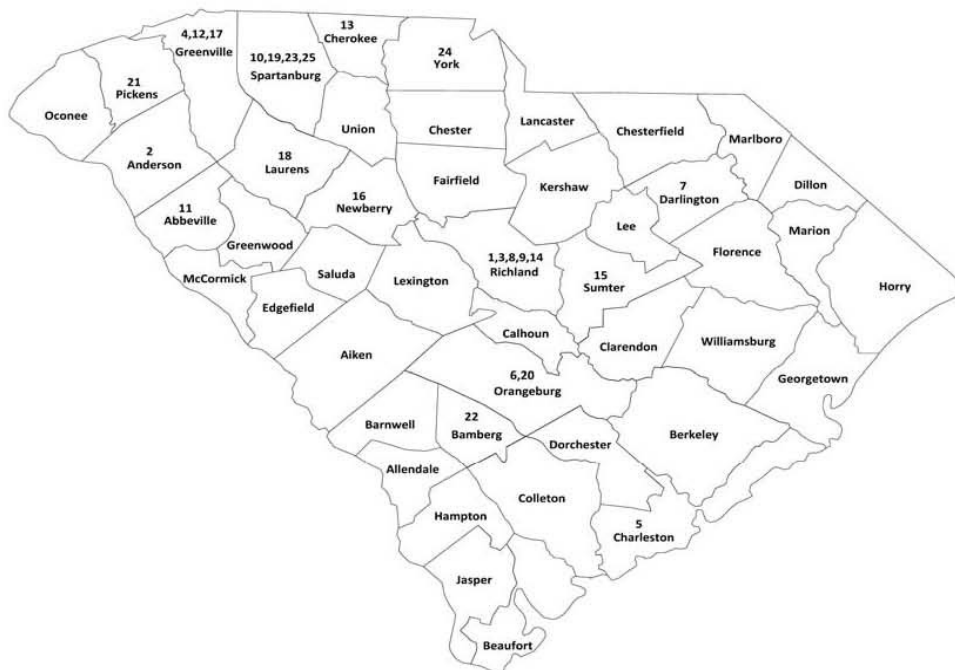 4,12,17
Greenville
13
Cherokee
10,19,23,25
Spartanburg
24
York
21
Pickens
Oconee
Union
Chester
Lancaster
Chesterfield
Marlboro
2
Anderson
18
Laurens
Fairfield
Kershaw
7
Darlington
Dillon
11
Abbeville
16
Newberry
Greenwood
Lee
Marion
McCormick
Saluda
Lexington
1,3,8,9,14
Richland
15
Sumter
Florence
Horry
Edgefield
Calhoun
Clarendon
Williamsburg
Aiken
6,20
Orangeburg
Georgetown
Barnwell
22
Bamberg
Dorchester
Berkeley
Allendale
Colleton
Hampton
5
Charleston
Jasper
Beaufort